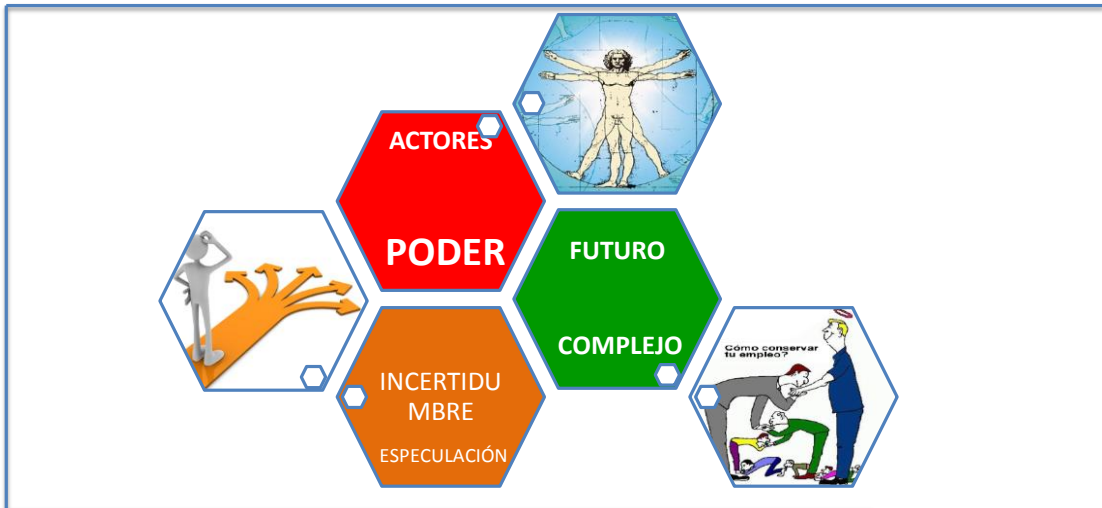 ACTORES
PODER
FUTURO
COMPLEJO
INCERTIDU
MBRE
ESPECULACIÓN
Cómo conservar
tu empleo?